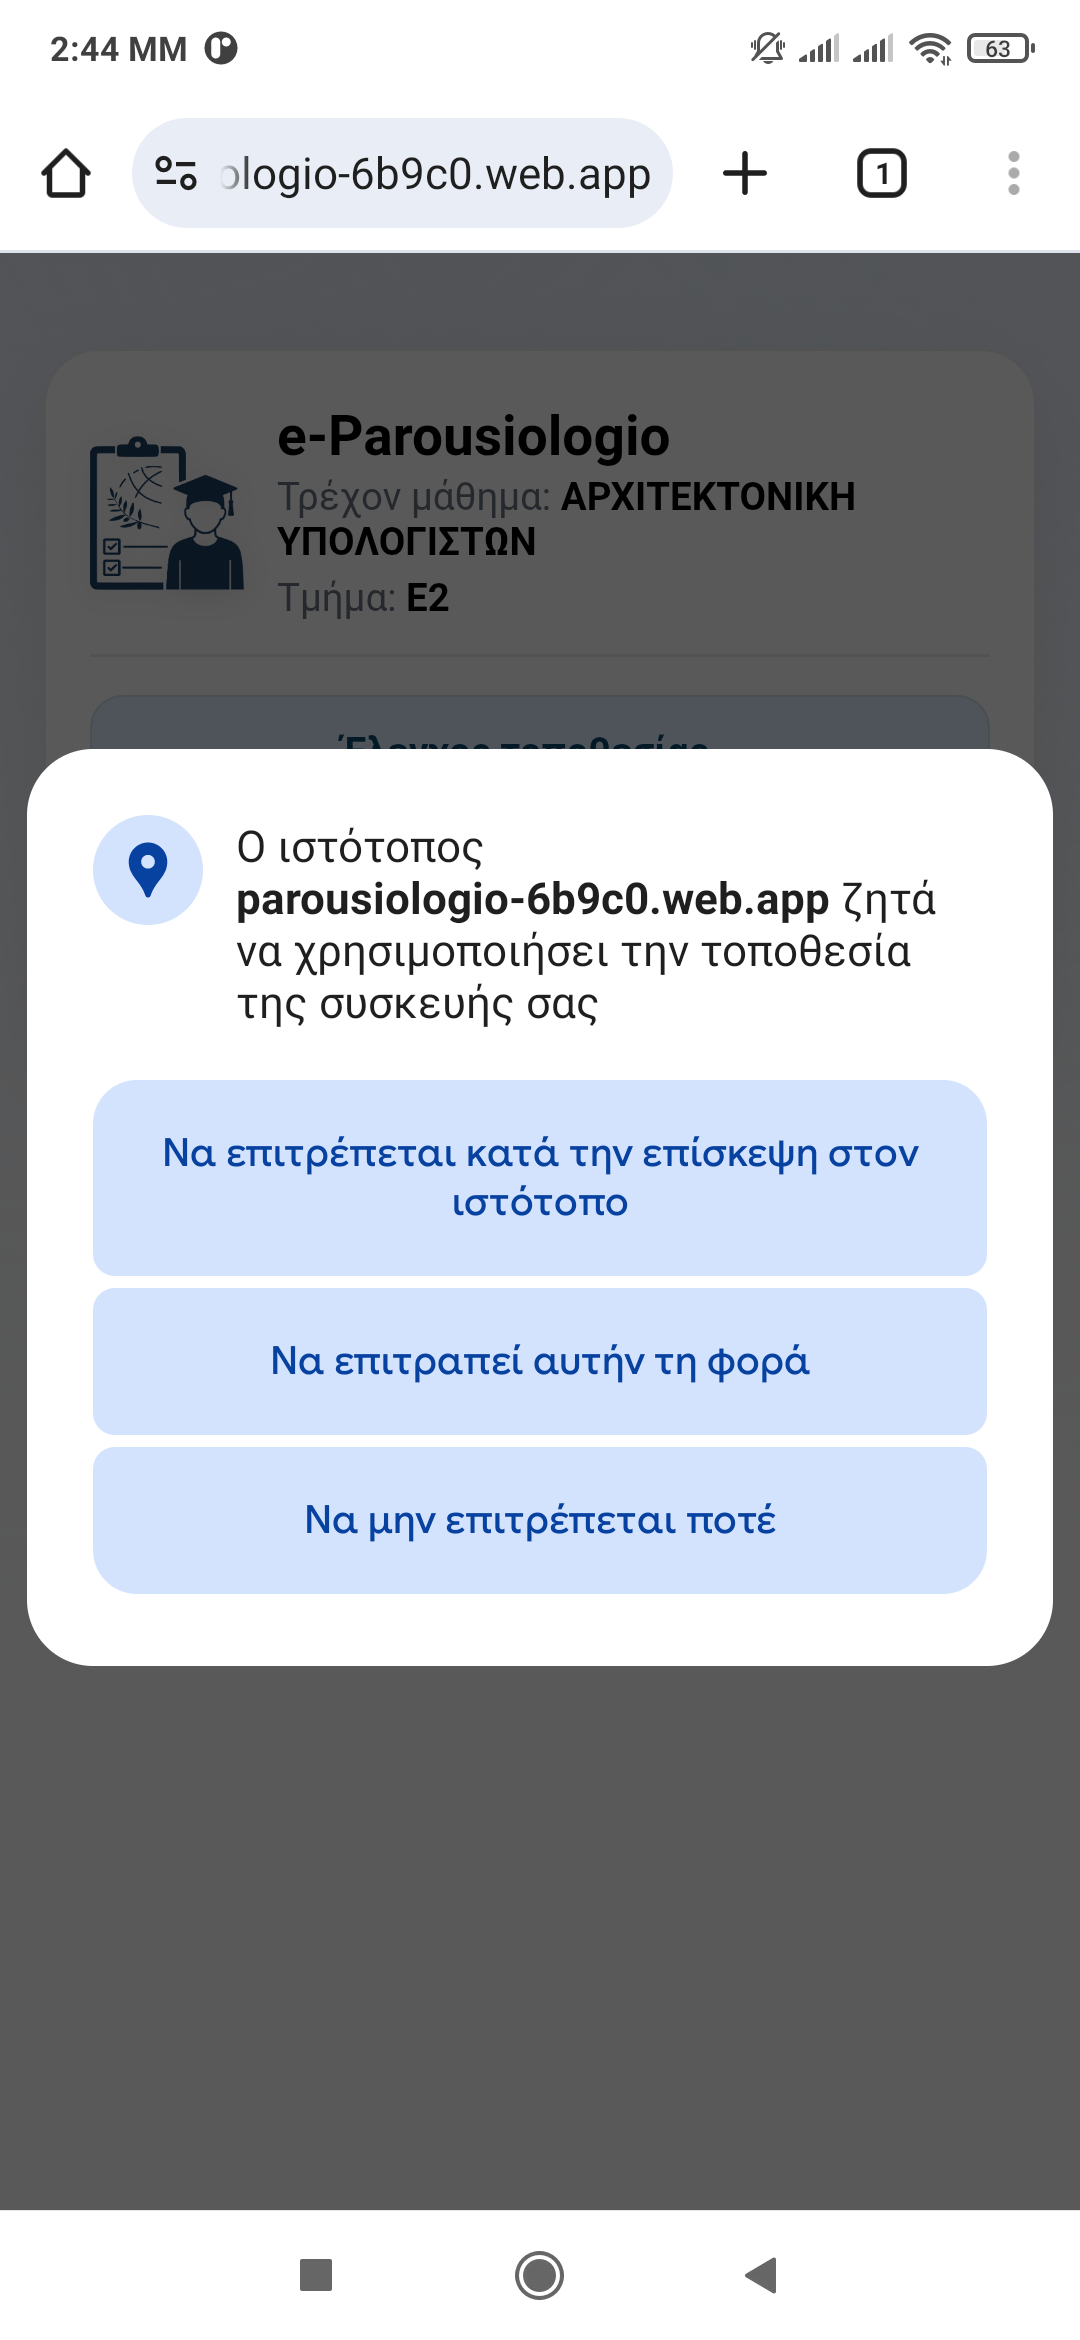 2:44 ΜΜ
63
ologio-6b9c0.web.app
1
e-Parousiologio
Τρέχον μάθημα: ΑΡΧΙΤΕΚΤΟΝΙΚΗ
ΥΠΟΛΟΓΙΣΤΩΝ
Τμήμα: Ε2
Έλεγχος τοποθεσίας
Ο ιστότοπος
parousiologio-6b9c0.web.app ζητά
να χρησιμοποιήσει την τοποθεσία
της συσκευής σας
Να επιτρέπεται κατά την επίσκεψη στον
ιστότοπο
Να επιτραπεί αυτήν τη φορά
Να μην επιτρέπεται ποτέ